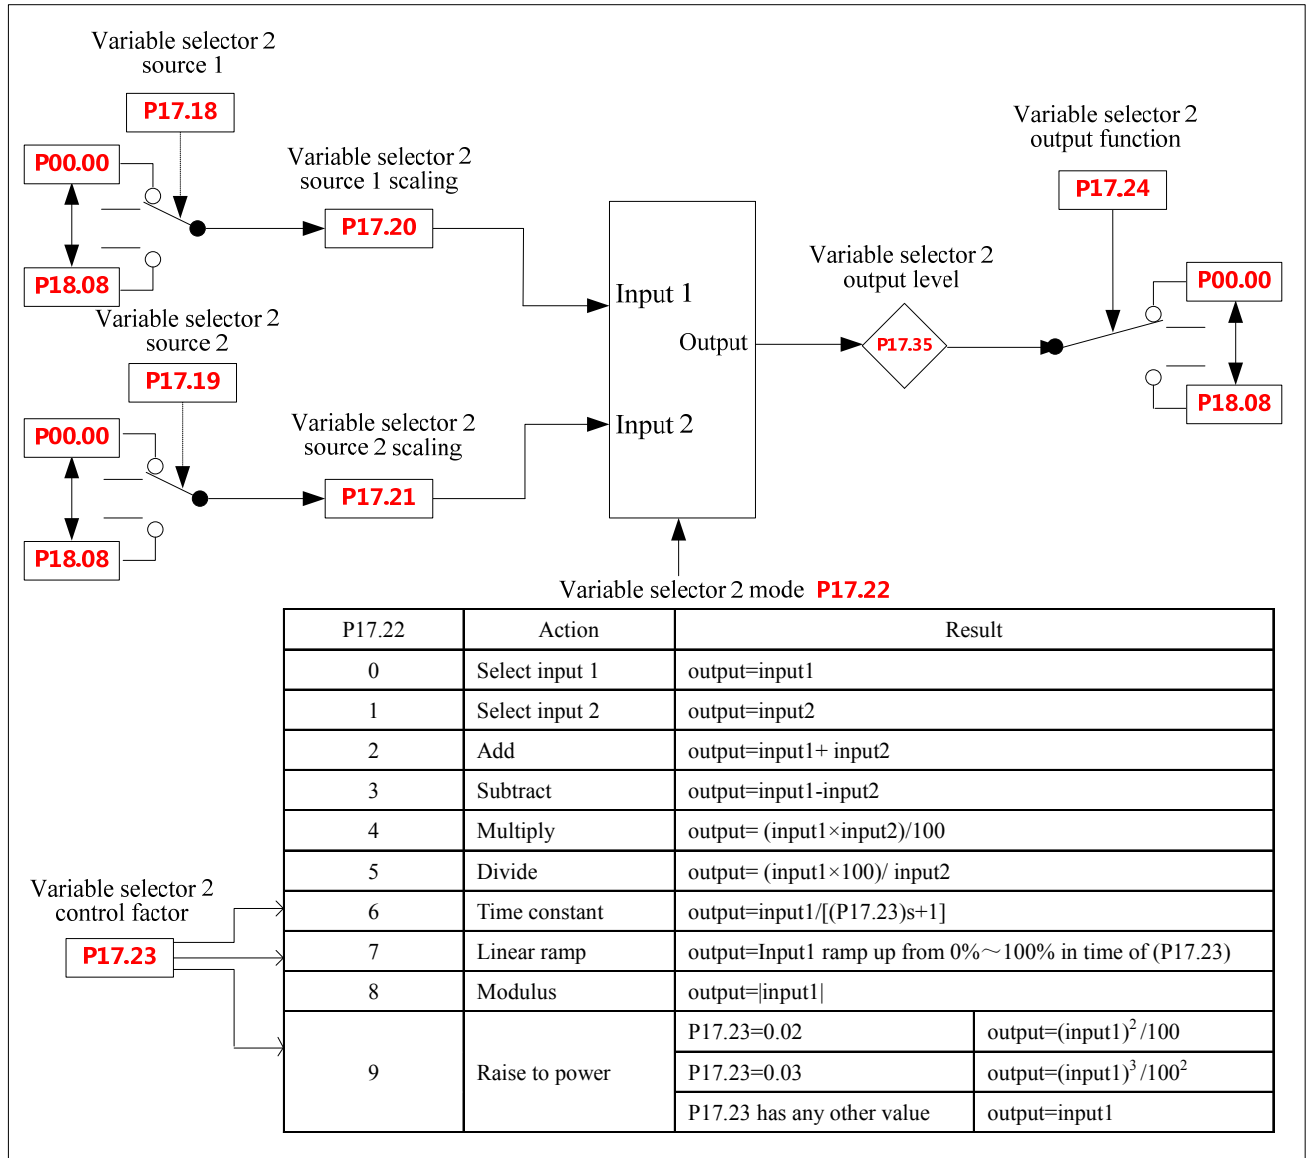 Variable selector 2
source 1
P17.18
P00.00
P18.08
Variable selector 2
source 1 scaling
P17.20
Variable selector 2
source 2
P17.19
P00.00
P18.08
Variable selector 2
source 2 scaling
P17.21
Input 1
Output
Input 2
Variable selector 2
output level
P17.35
Variable selector 2
output function
P17.24
P00.00
P18.08
Variable selector 2 mode P17.22
P17.22 Action Result
0 Select input 1 output=input1
1 Select input 2 output=input2
2 Add output=input1+ input2
3 Subtract output=input1-input2
4 Multiply output= (input1×input2)/100
5 Divide output= (input1×100)/ input2
6 Time constant output=input1/[(P17.23)s+1]
7 Linear ramp output=Input1 ramp up from 0%～100% in time of (P17.23)
8 Modulus output=|input1|
9 Raise to power
P17.23=0.02 output=(input1)²/100
P17.23=0.03 output=(input1)³/100²
P17.23 has any other value output=input1
Variable selector 2
control factor
P17.23